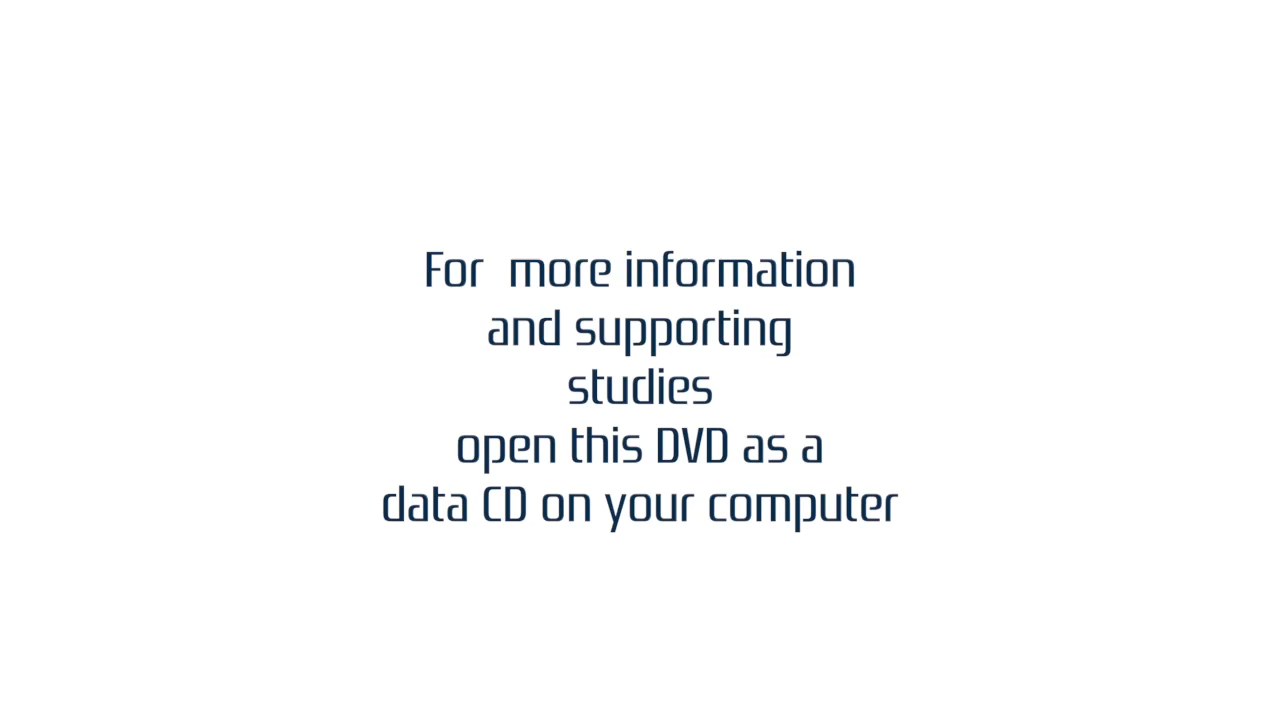 For  more information
and supporting
studies
open this DVD as a
data CD on your computer